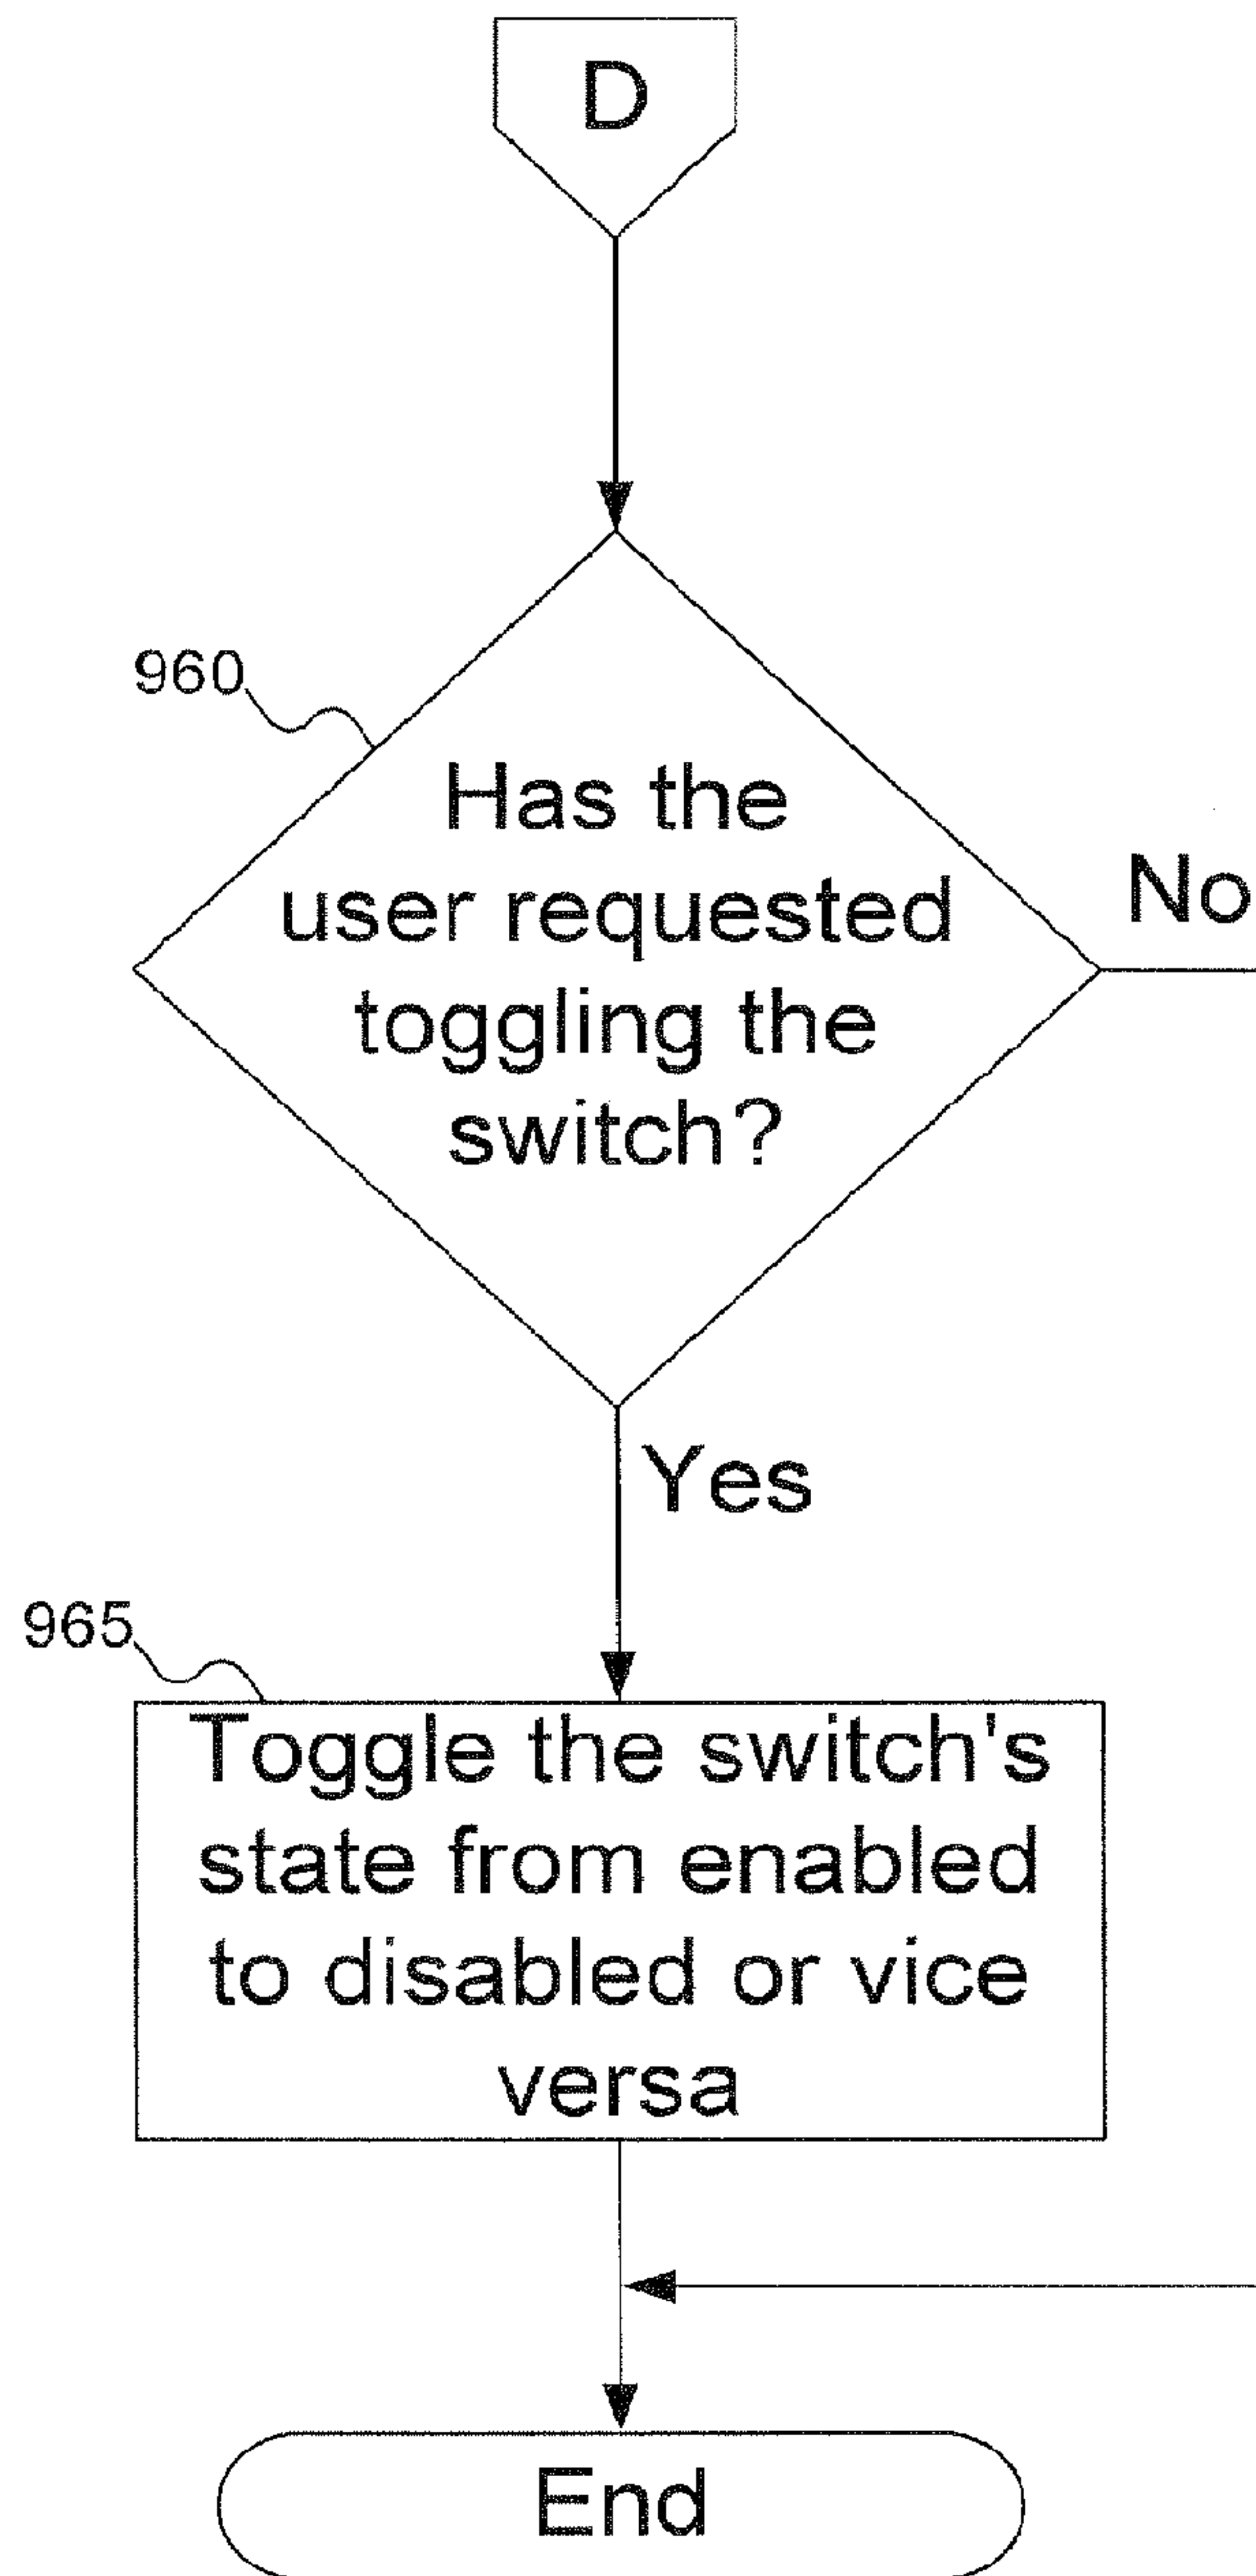 D
960
Has the
user requested
toggling the
switch?
No
Yes
965
Toggle the switch's
state from enabled
to disabled or vice
versa
End